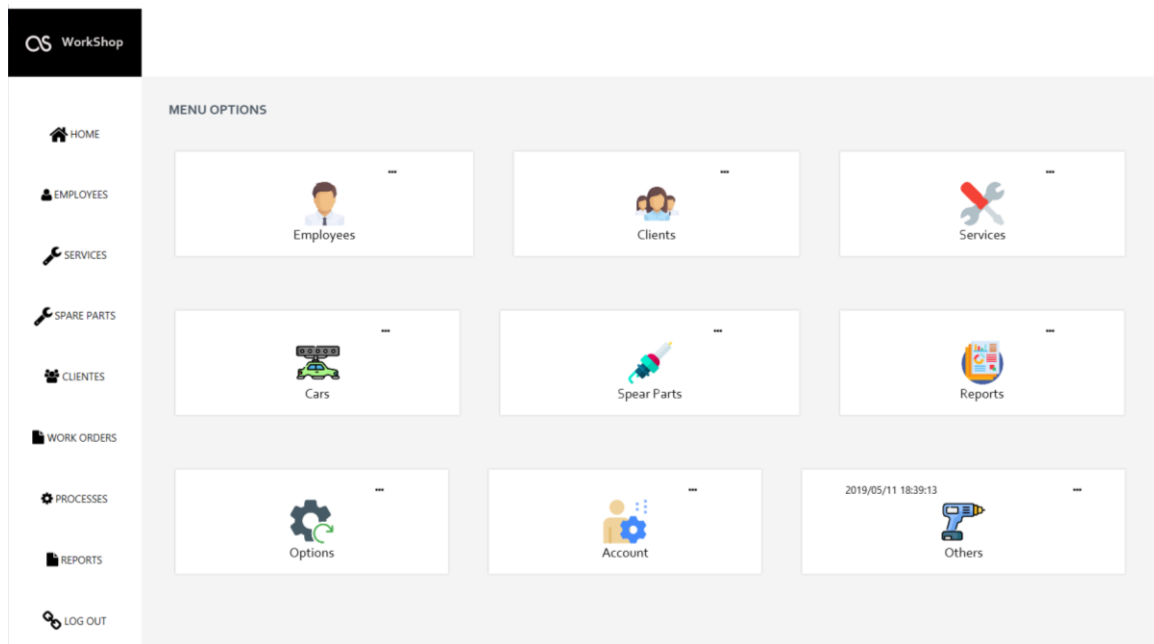 WorkShop
HOME
EMPLOYEES
SERVICES
SPARE PARTS
CLIENTES
WORK ORDERS
PROCESSES
REPORTS
LOG OUT
MENU OPTIONS
Employees
Clients
Services
Cars
Spear Parts
Reports
Options
Account
2019/05/11 18:39:13
Others